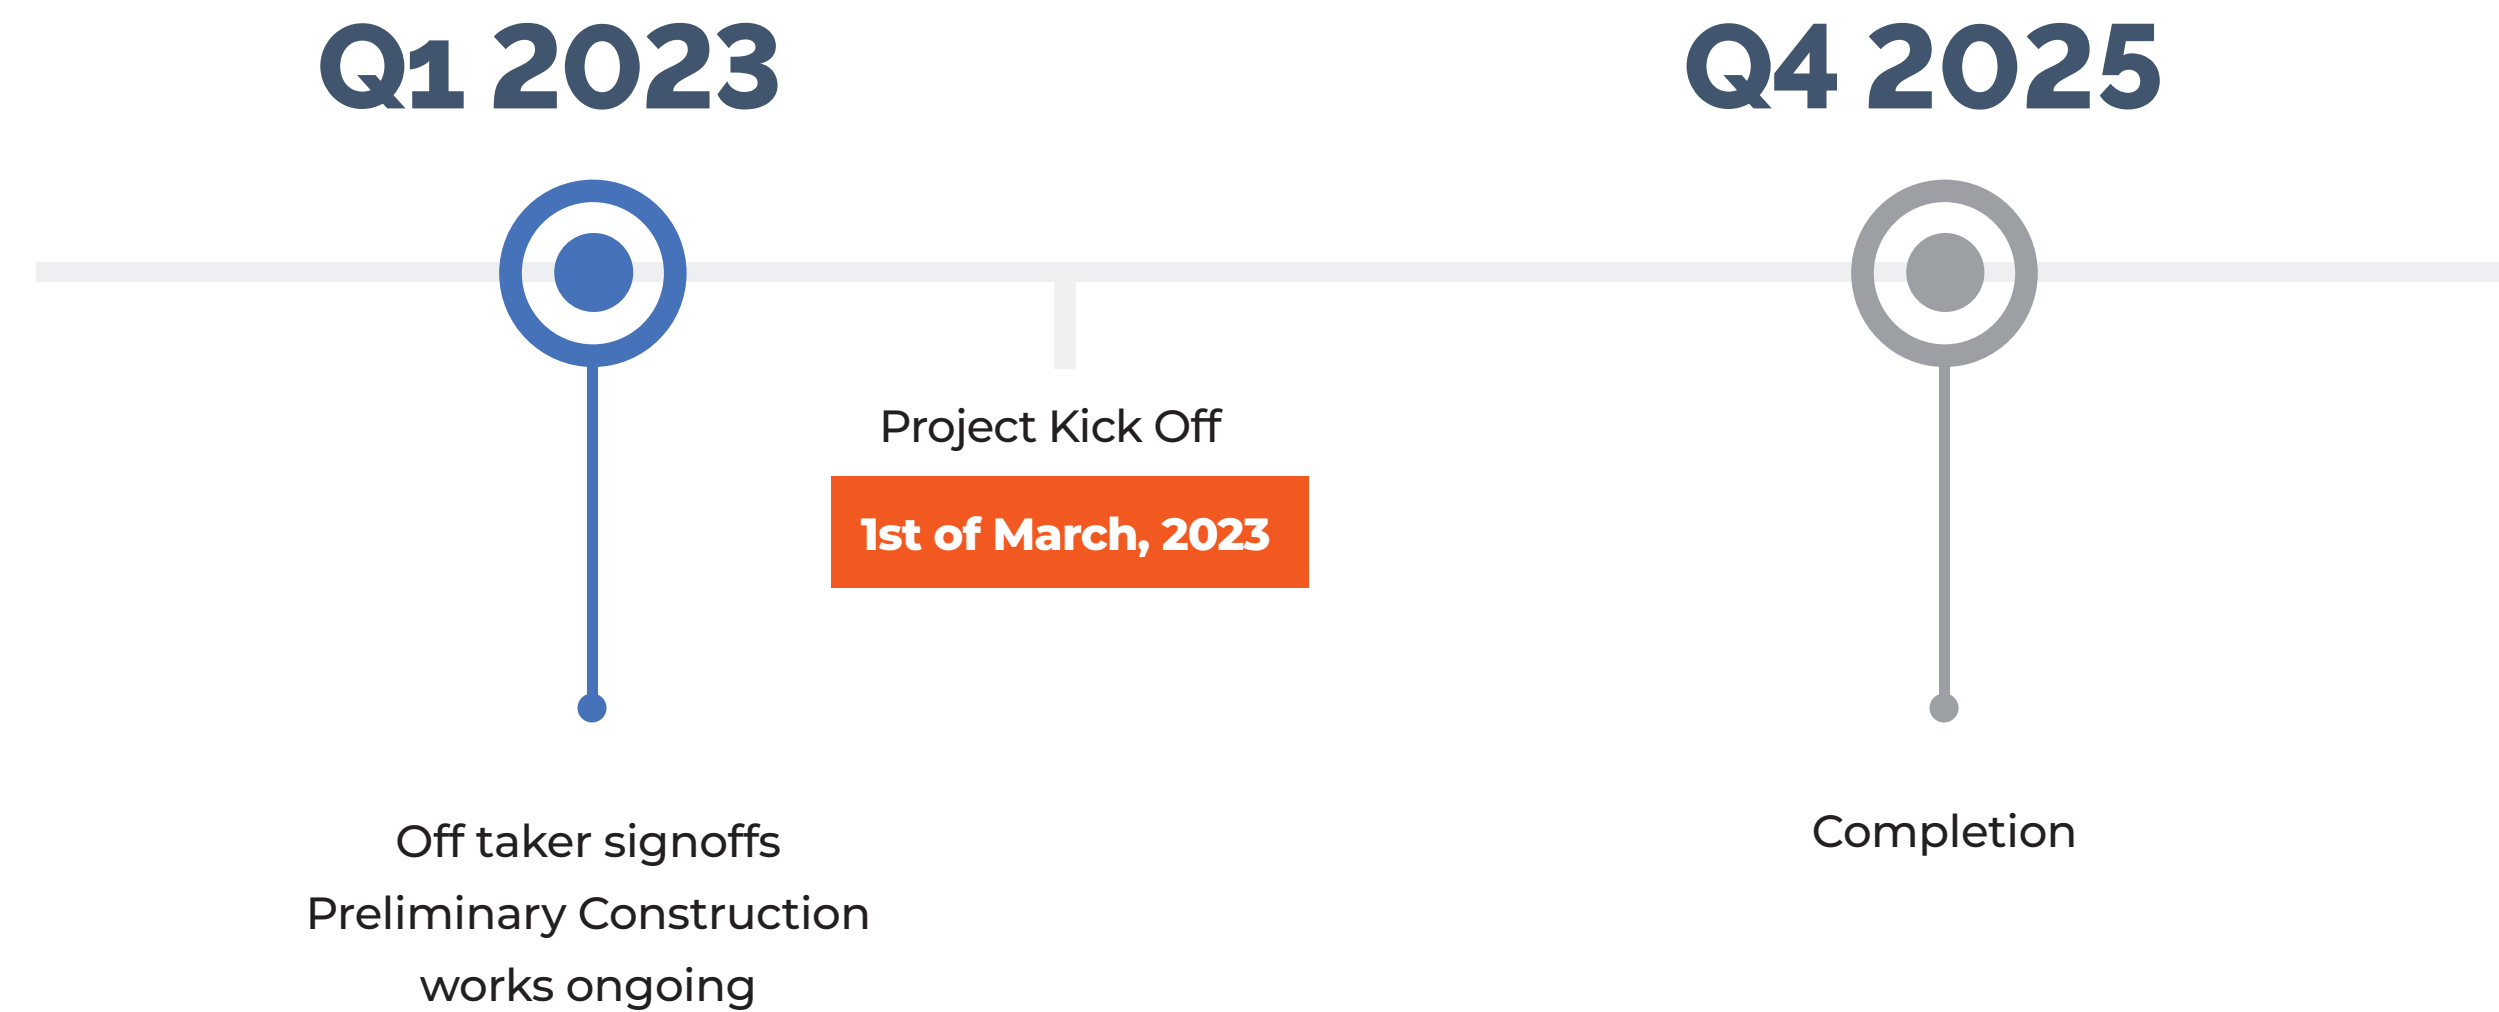 Q1 2023
Q4 2025
Project Kick Off
1st of March, 2023
Off taker signoffs
Preliminary Construction
works ongoing
Completion